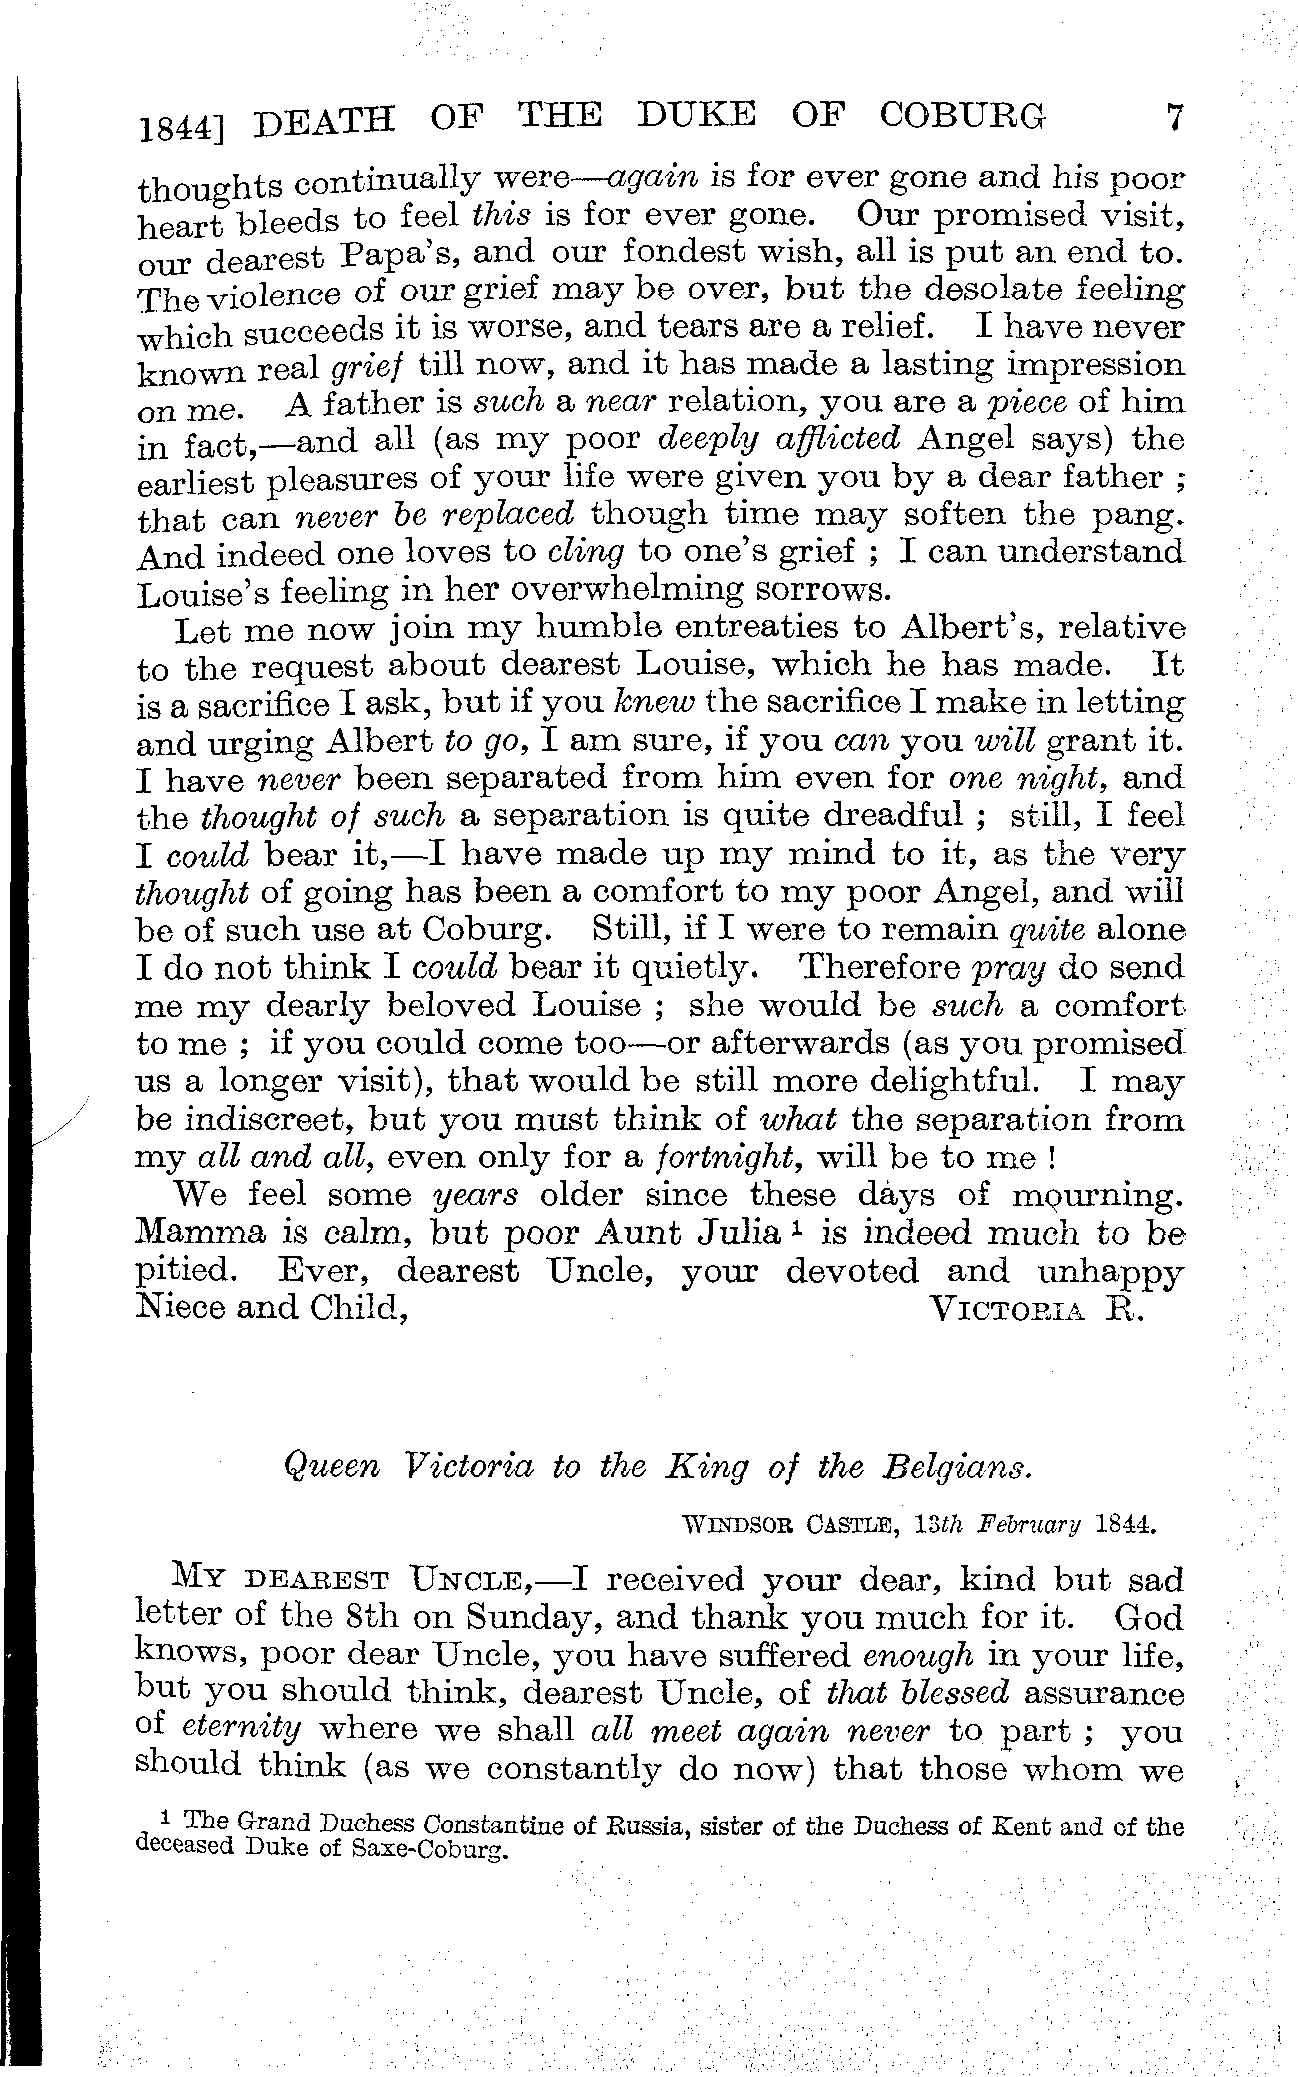 1844] DEATH OF THE DUKE OF COBURG 7
thoughts continually were—again is for ever gone and his poor
heart bleeds to feel this is for ever gone. Our promised visit,
our dearest Papa's, and our fondest wish, all is put an end to.
The violence of our grief may be over, but the desolate feeling
which succeeds it is worse, and tears are a relief. I have never
known real grief till now, and it has made a lasting impression
on me. A father is such a near relation, you are a piece of him
in fact,—and all (as my poor deeply afflicted Angel says) the
earliest pleasures of your life were given you by a dear father ;
that can never be replaced though time may soften the pang.
And indeed one loves to cling to one's grief ; I can understand
Louise's feeling in her overwhelming sorrows.
Let me now join my humble entreaties to Albert's, relative
to the request about dearest Louise, which he has made. It
is a sacrifice I ask, but if you knew the sacrifice I make in letting
and urging Albert to go, I am sure, if you can you will grant it.
I have never been separated from him even for one night, and
the thought of such a separation is quite dreadful ; still, I feel
I could bear it,—I have made up my mind to it, as the very
thought of going has been a comfort to my poor Angel, and will
be of such use at Coburg. Still, if I were to remain quite alone
I do not think I could bear it quietly. Therefore pray do send
me my dearly beloved Louise ; she would be such a comfort
to me ; if you could come too—or afterwards (as you promised
us a longer visit), that would be still more delightful. I may
be indiscreet, but you must think of what the separation from
my all and all, even only for a fortnight, will be to me !
We feel some years older since these days of mourning.
Mamma is calm, but poor Aunt Julia 1 is indeed much to be
pitied. Ever, dearest Uncle, your devoted and unhappy
Niece and Child, VICTORIA R.
Queen Victoria to the King of the Belgians.
WINDSOR CASTLE, 13th February 1844.
MY DEAREST UNCLE,—I received your dear, kind but sad
letter of the 8th on Sunday, and thank you much for it. God
knows, poor dear Uncle, you have suffered enough in your life,
but you should think, dearest Uncle, of that blessed assurance
of eternity where we shall all meet again never to part ; you
should think (as we constantly do now) that those whom we
1 The Grand Duchess Constantine of Russia, sister of the Duchess of Kent and of the
deceased Duke of Saxe-Coburg.